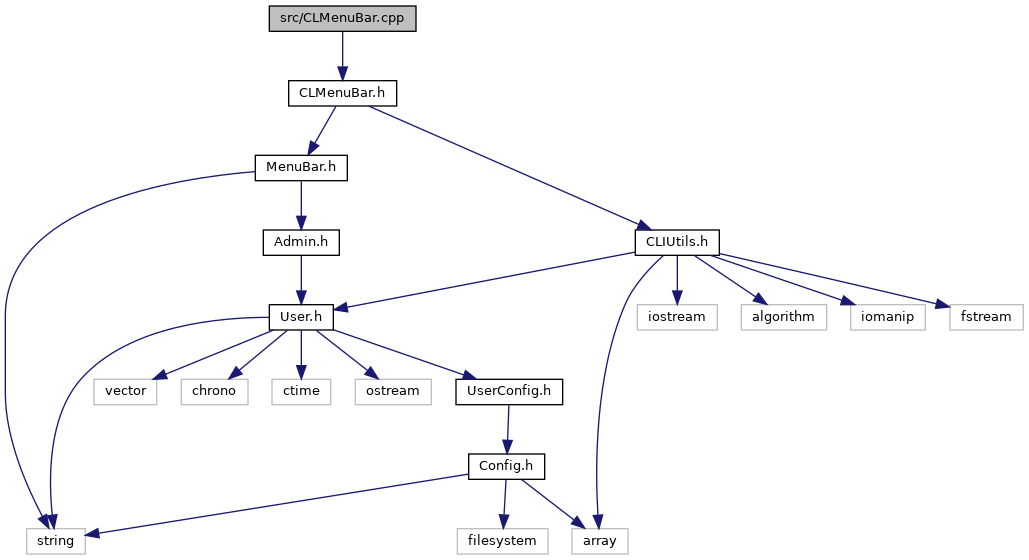 src/CLMenuBar.cpp
CLMenuBar.h
MenuBar.h
Admin.h
CLIUtils.h
User.h
iostream
algorithm
iomanip
fstream
vector
chrono
ctime
ostream
UserConfig.h
Config.h
string
filesystem
array